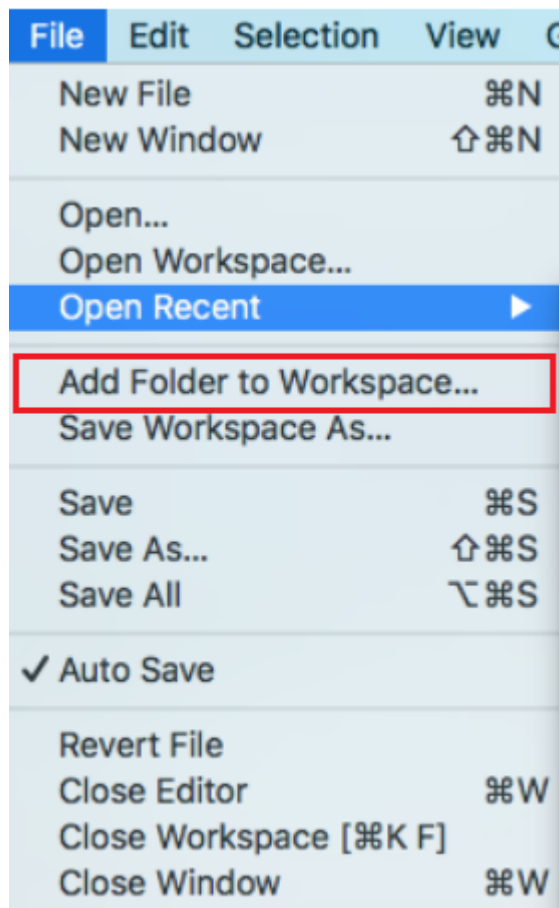 File Edit Selection View
New File ⌘N
New Window ⇧⌘N
Open...
Open Workspace...
Open Recent ▶
Add Folder to Workspace...
Save Workspace As...
Save ⌘S
Save As... ⇧⌘S
Save All ⌥⌘S
✓ Auto Save
Revert File
Close Editor ⌘W
Close Workspace [⌘K F]
Close Window ⌘W